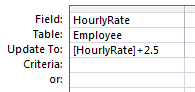 Field: HourlyRate
Table: Employee
Update To: [HourlyRate]+2.5
Criteria:
or: